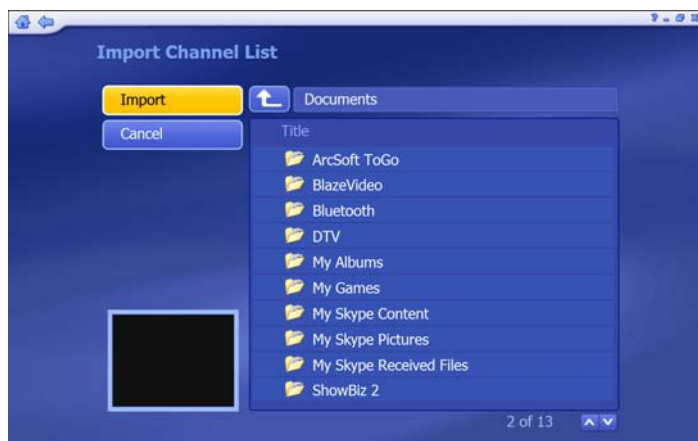 Import Channel List
Import
Documents
Cancel
Title
ArcSoft ToGo
BlazeVideo
Bluetooth
DTV
My Albums
My Games
My Skype Content
My Skype Pictures
My Skype Received Files
ShowBiz 2
2 of 13